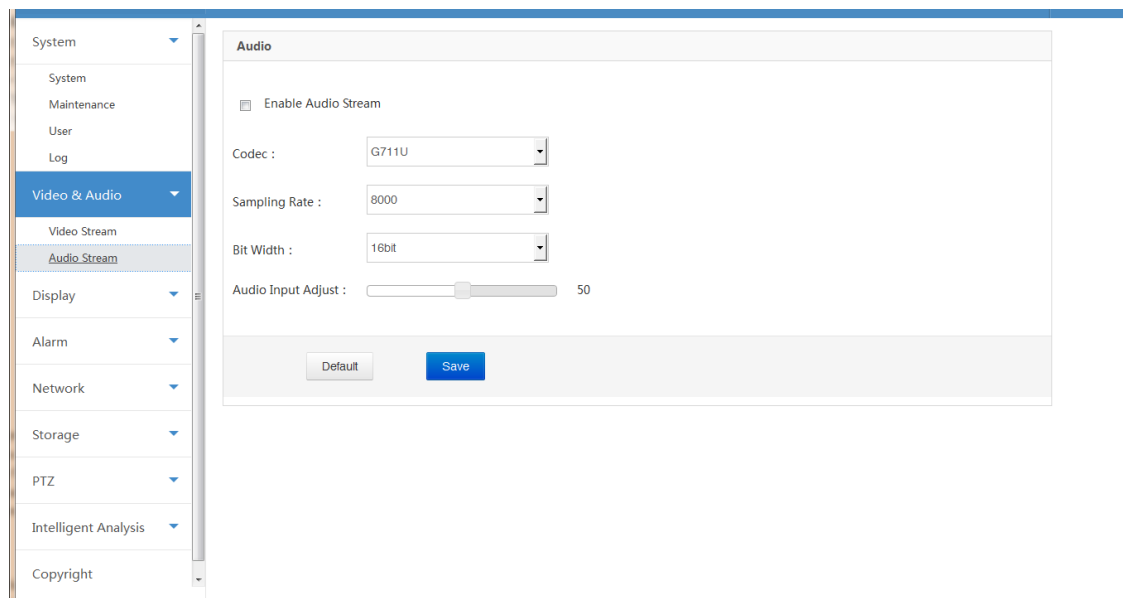 System
System
Maintenance
User
Log
Video & Audio
Video Stream
Audio Stream
Display
Alarm
Network
Storage
PTZ
Intelligent Analysis
Copyright
Audio
Enable Audio Stream
Codec :
G711U
Sampling Rate :
8000
Bit Width :
16bit
Audio Input Adjust :
50
Default
Save